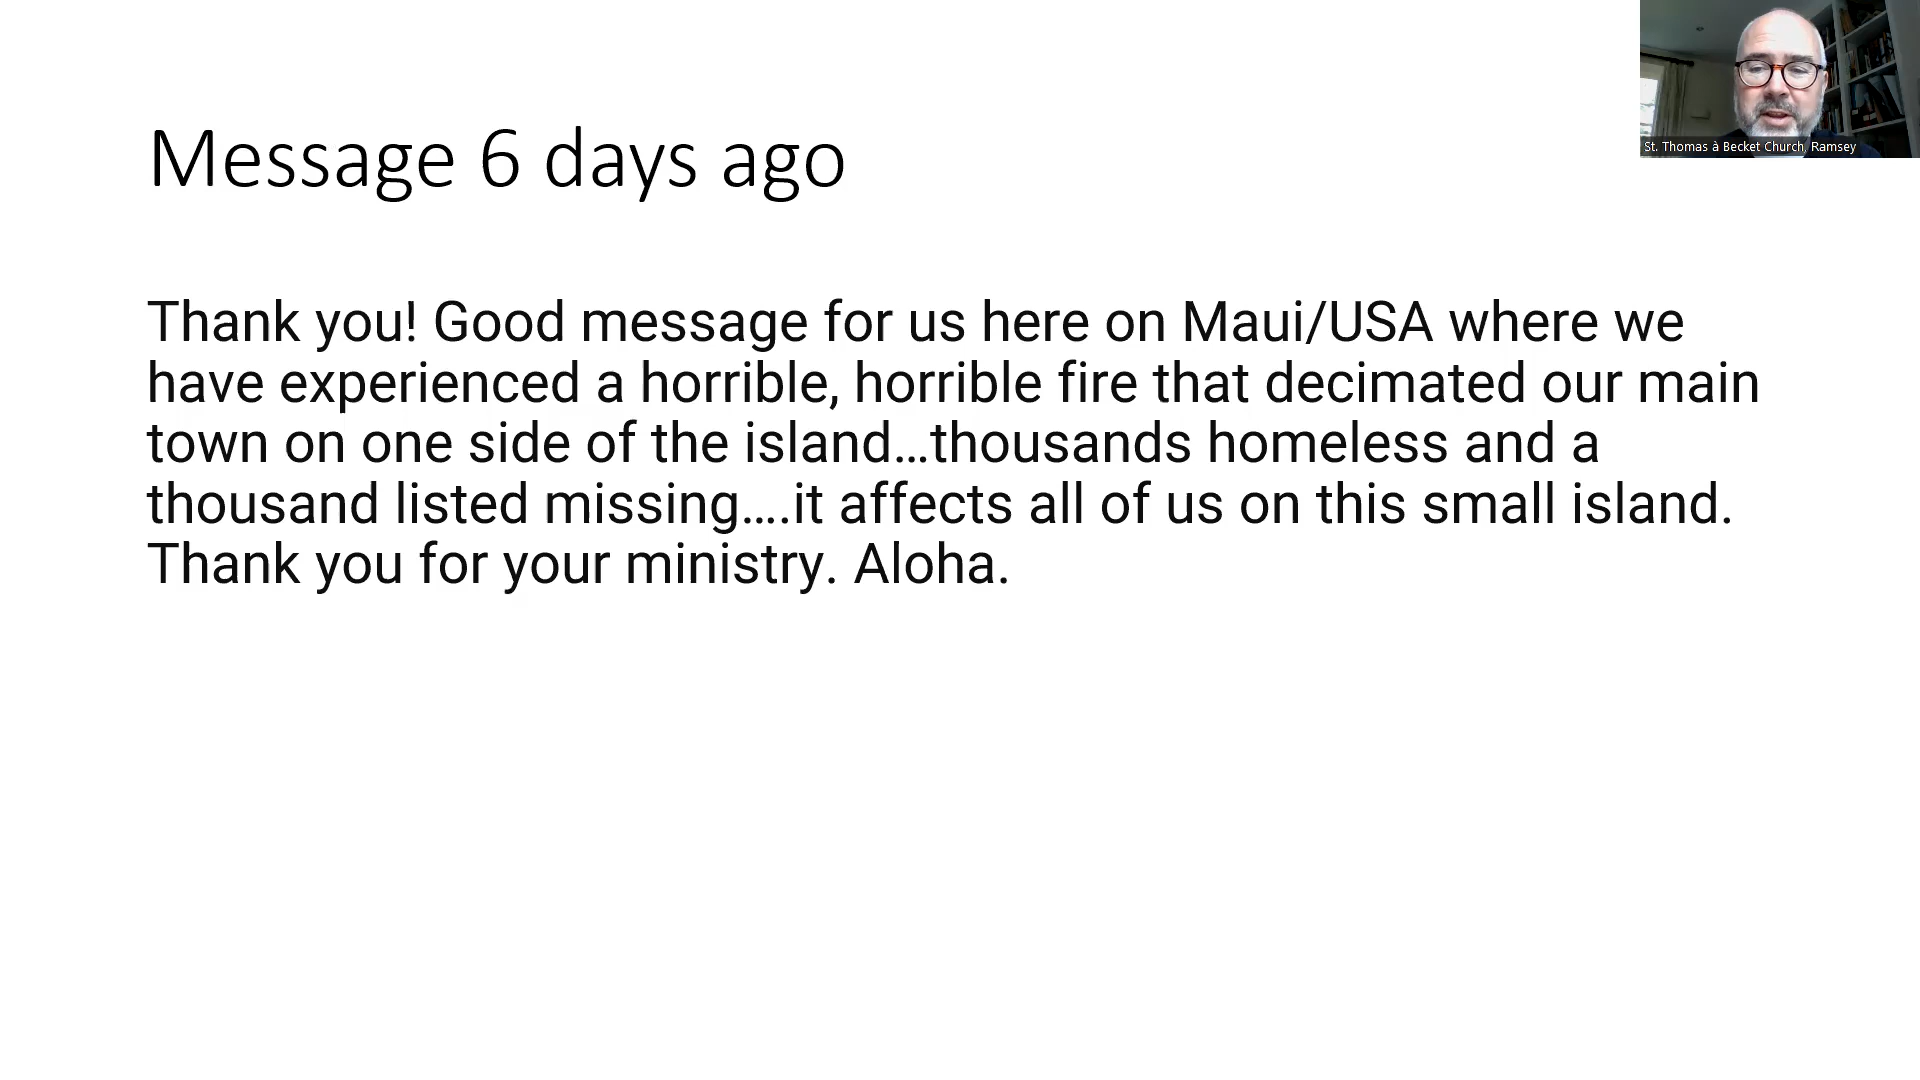 St. Thomas à Becket Church, Ramsey
Message 6 days ago
Thank you! Good message for us here on Maui/USA where we
have experienced a horrible, horrible fire that decimated our main
town on one side of the island…thousands homeless and a
thousand listed missing….it affects all of us on this small island.
Thank you for your ministry. Aloha.